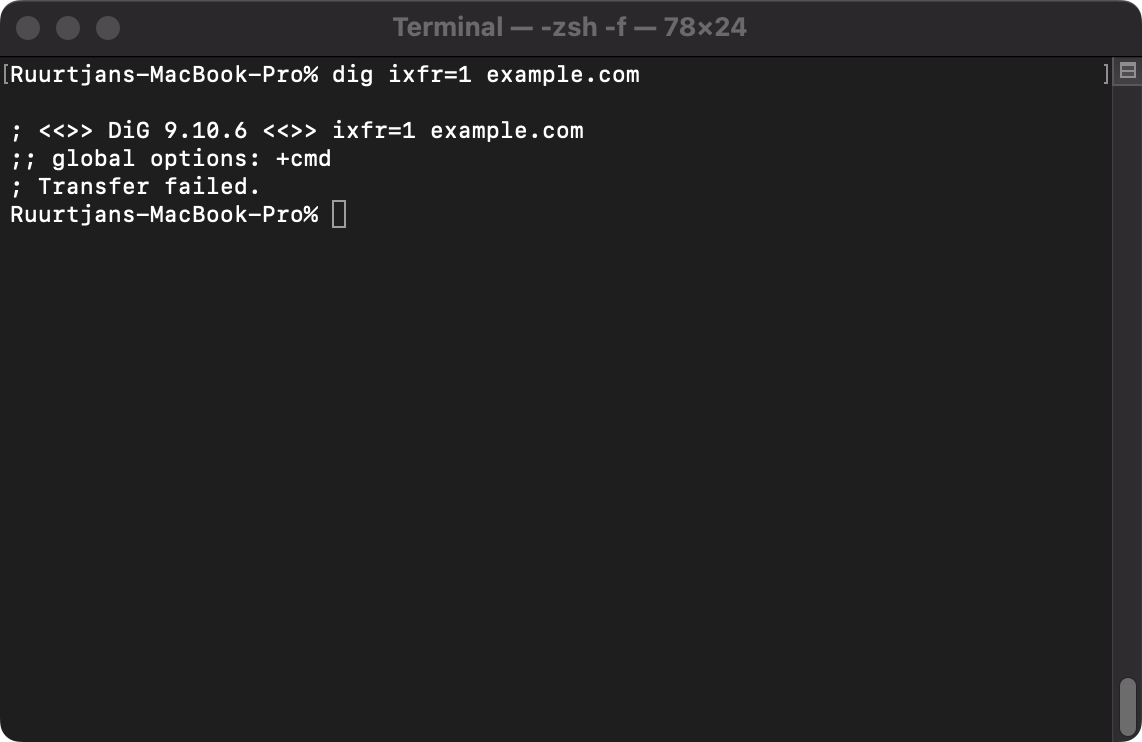 Terminal — -zsh -f — 78×24
[Ruurtjans-MacBook-Pro% dig ixfr=1 example.com ]
; <<>> DiG 9.10.6 <<>> ixfr=1 example.com
;; global options: +cmd
; Transfer failed.
Ruurtjans-MacBook-Pro%